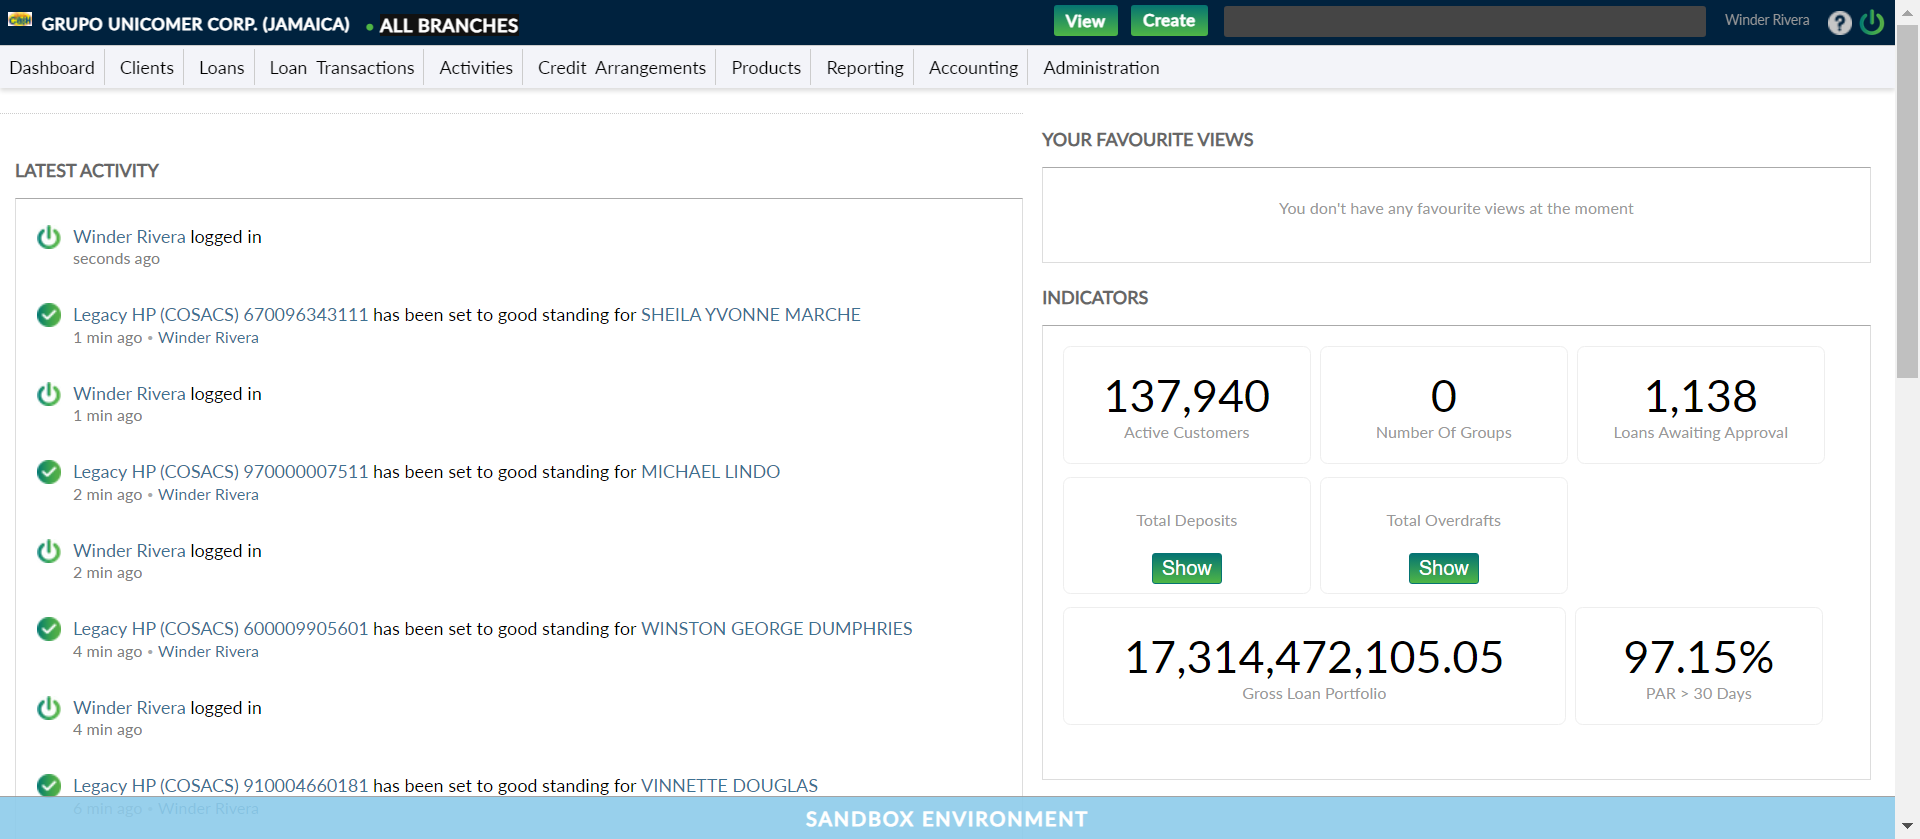 CaSH
GRUPO UNICOMER CORP. (JAMAICA) • ALL BRANCHES
View
Create
Winder Rivera
?
Dashboard
Clients
Loans
Loan Transactions
Activities
Credit Arrangements
Products
Reporting
Accounting
Administration
LATEST ACTIVITY
Winder Rivera logged in
seconds ago
Legacy HP (COSACS) 670096343111 has been set to good standing for SHEILA YVONNE MARCHE
1 min ago • Winder Rivera
Winder Rivera logged in
1 min ago
Legacy HP (COSACS) 970000007511 has been set to good standing for MICHAEL LINDO
2 min ago • Winder Rivera
Winder Rivera logged in
2 min ago
Legacy HP (COSACS) 600009905601 has been set to good standing for WINSTON GEORGE DUMPHRIES
4 min ago • Winder Rivera
Winder Rivera logged in
4 min ago
Legacy HP (COSACS) 910004660181 has been set to good standing for VINNETTE DOUGLAS
6 min ago • Winder Rivera
YOUR FAVOURITE VIEWS
You don't have any favourite views at the moment
INDICATORS
137,940
Active Customers
0
Number Of Groups
1,138
Loans Awaiting Approval
Total Deposits
Show
Total Overdrafts
Show
17,314,472,105.05
Gross Loan Portfolio
97.15%
PAR > 30 Days
SANDBOX ENVIRONMENT